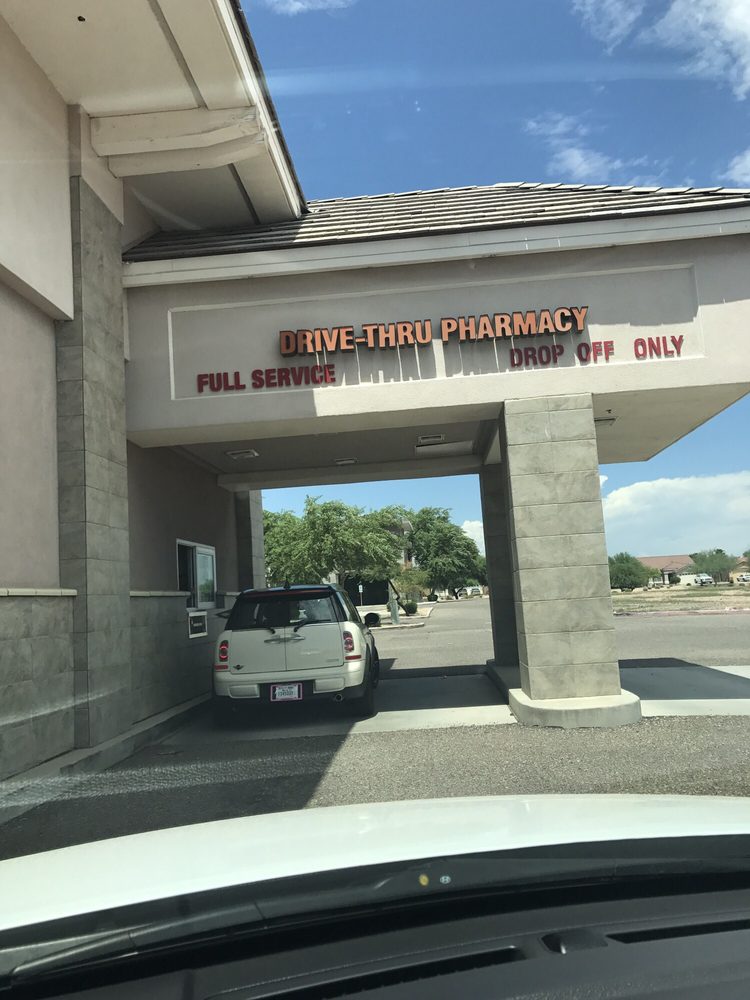 DRIVE-THRU PHARMACY
FULL SERVICE
DROP OFF ONLY